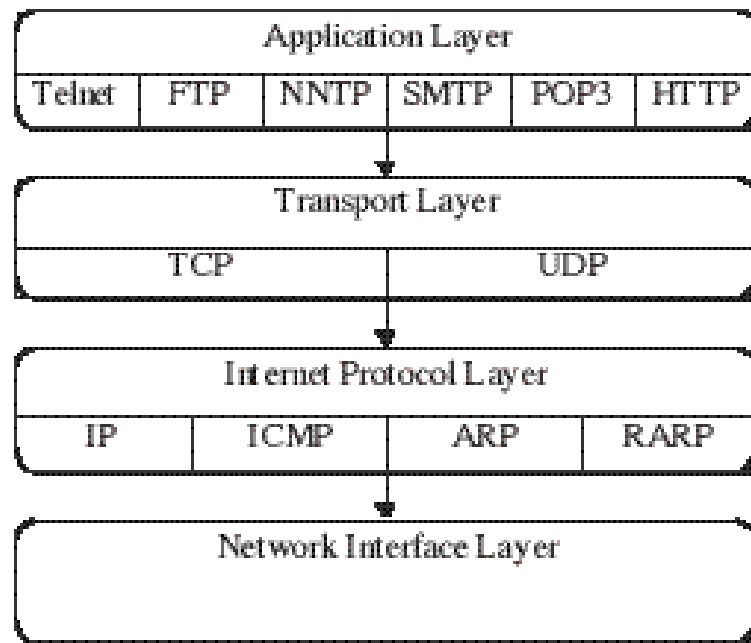 Application Layer
Telnet FTP NNTP SMTP POP3 HTTP
Transport Layer
TCP UDP
Internet Protocol Layer
IP ICMP ARP RARP
Network Interface Layer